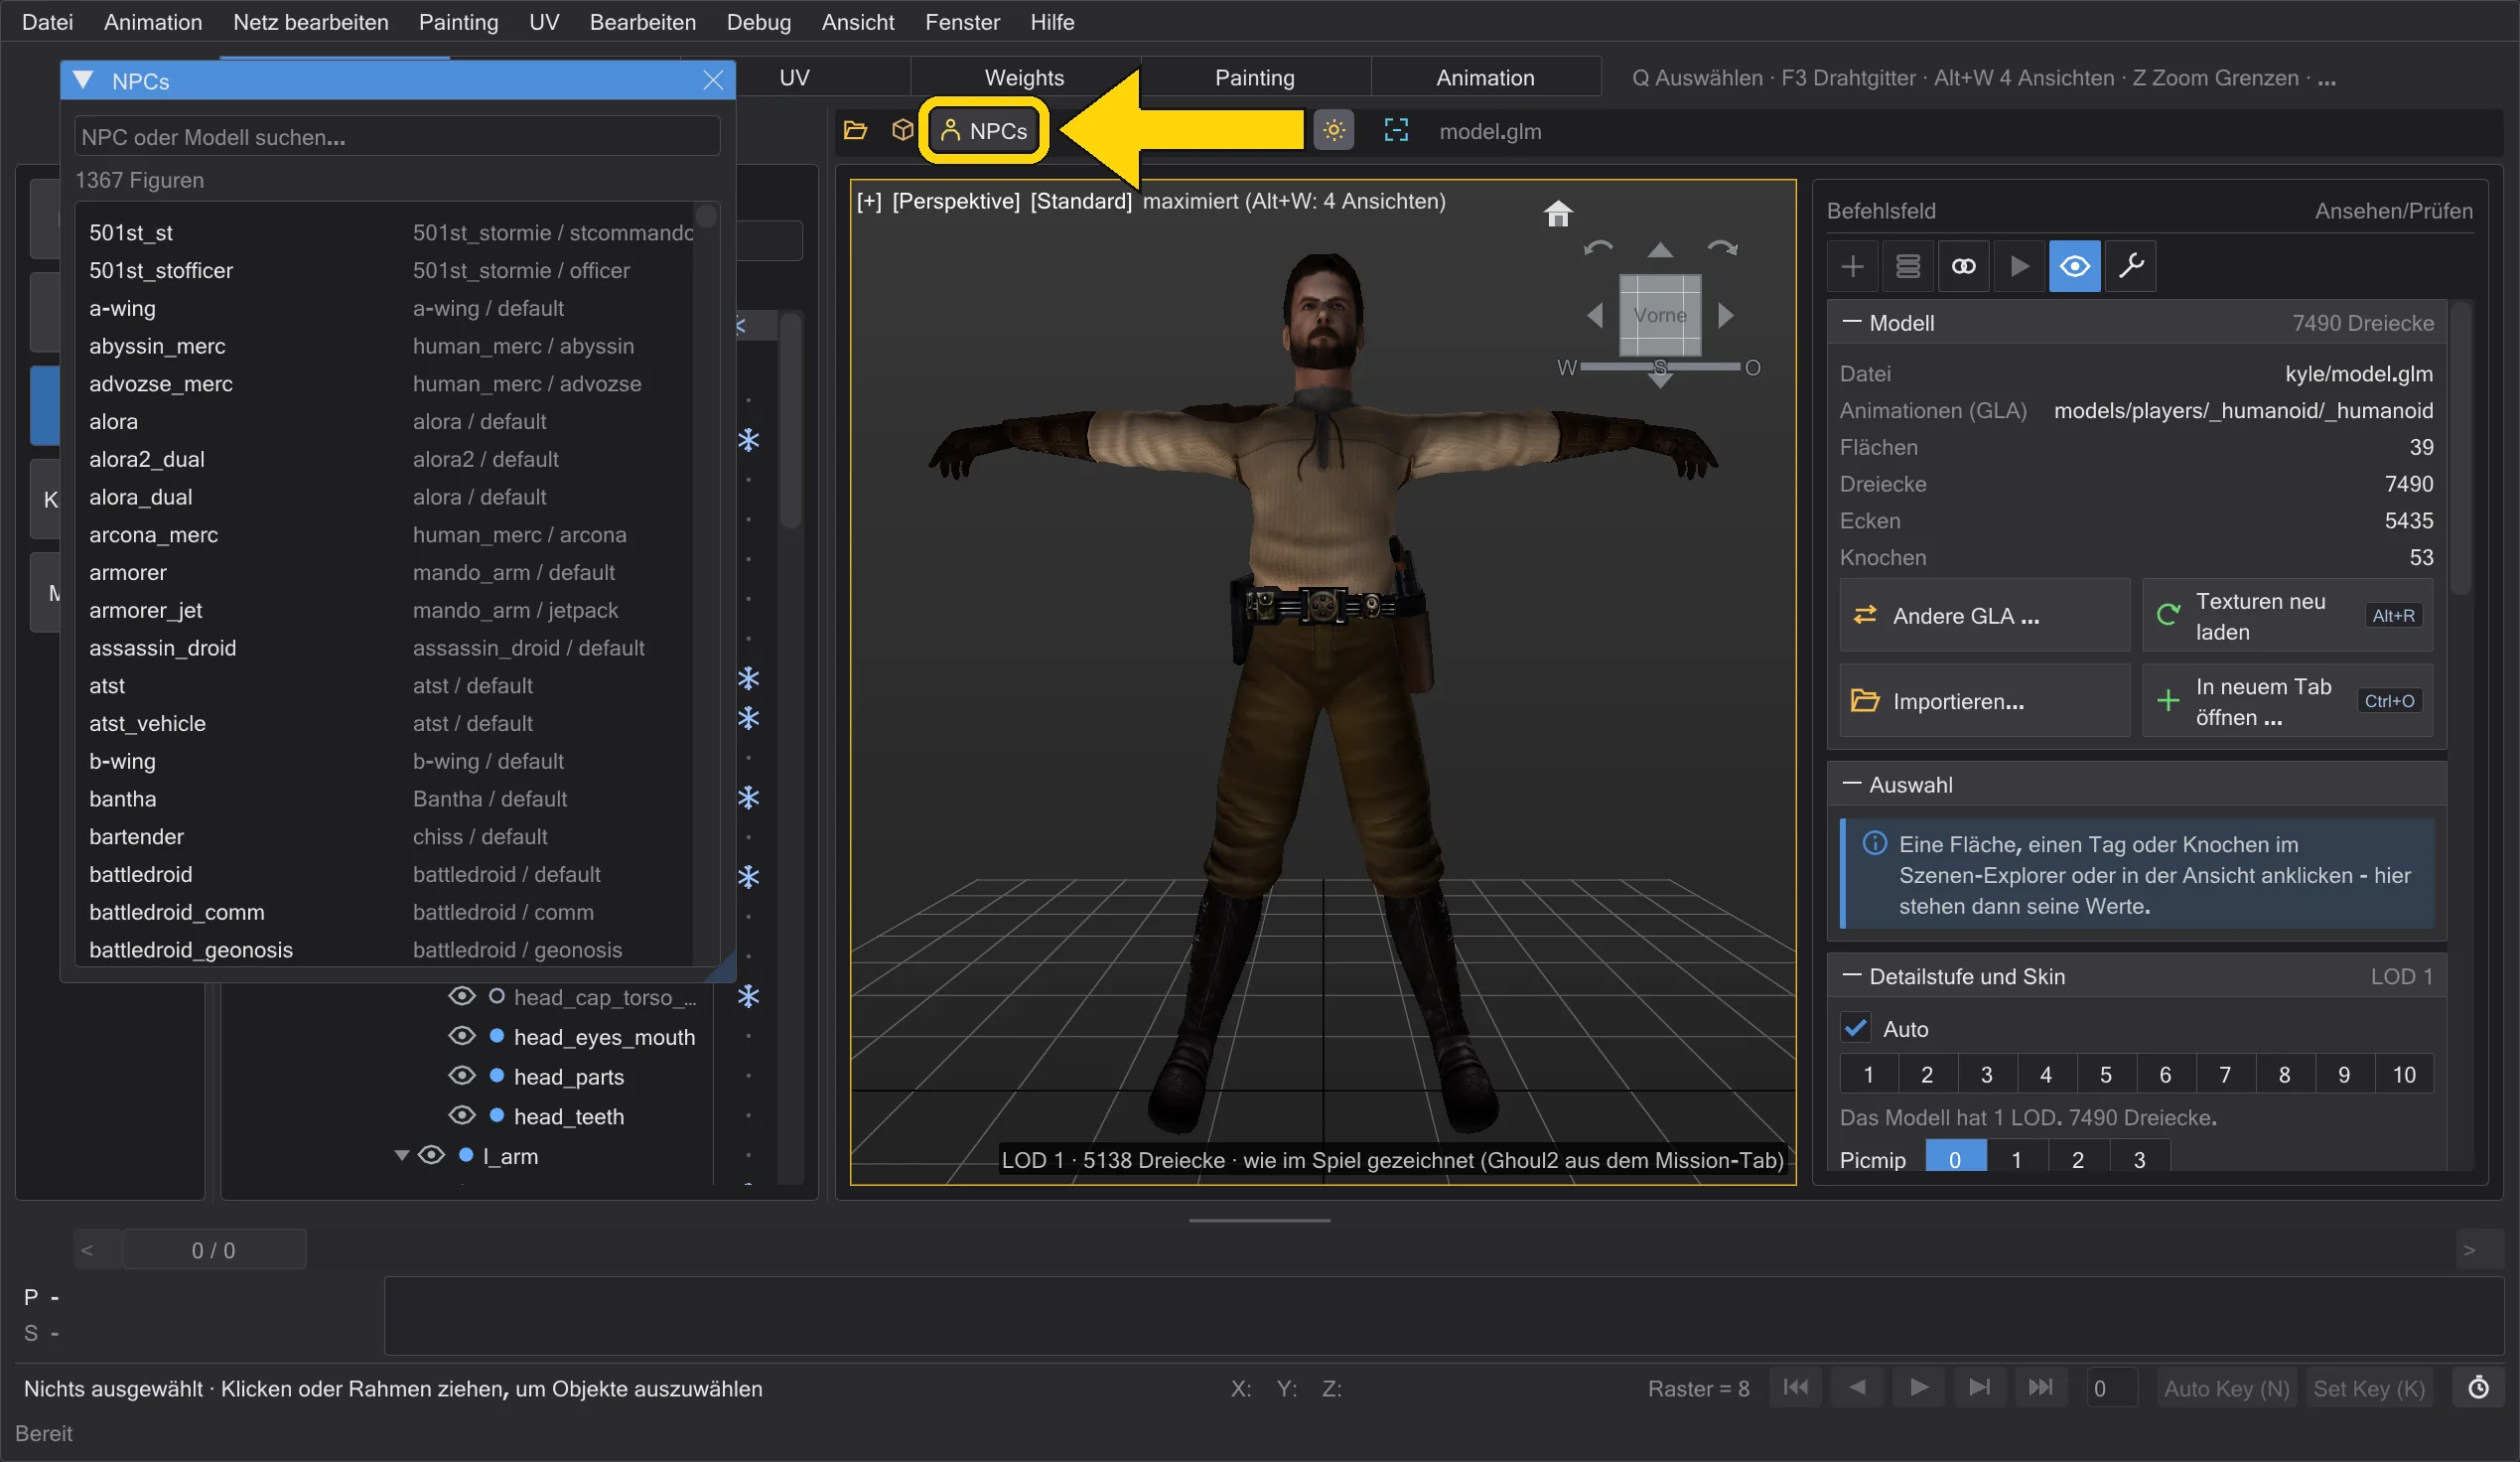 Datei Animation Netz bearbeiten Painting UV Bearbeiten Debug Ansicht Fenster Hilfe
UV Weights Painting Animation Q Auswählen · F3 Drahtgitter · Alt+W 4 Ansichten · Z Zoom Grenzen · ...
NPCs
NPCs model.glm
NPC oder Modell suchen...
1367 Figuren
501st_st 501st_stormie / stcommando
501st_stofficer 501st_stormie / officer
a-wing a-wing / default
abyssin_merc human_merc / abyssin
advozse_merc human_merc / advozse
alora alora / default
alora2_dual alora2 / default
alora_dual alora / default
arcona_merc human_merc / arcona
armorer mando_arm / default
armorer_jet mando_arm / jetpack
assassin_droid assassin_droid / default
atst atst / default
atst_vehicle atst / default
b-wing b-wing / default
bantha Bantha / default
bartender chiss / default
battledroid battledroid / default
battledroid_comm battledroid / comm
battledroid_geonosis battledroid / geonosis
K
head_cap_torso_...
head_eyes_mouth
head_parts
head_teeth
l_arm
[+] [Perspektive] [Standard] maximiert (Alt+W: 4 Ansichten)
Vorne
W S O
LOD 1 · 5138 Dreiecke · wie im Spiel gezeichnet (Ghoul2 aus dem Mission-Tab)
Befehlsfeld Ansehen/Prüfen
Modell 7490 Dreiecke
Datei kyle/model.glm
Animationen (GLA) models/players/_humanoid/_humanoid
Flächen 39
Dreiecke 7490
Ecken 5435
Knochen 53
Andere GLA ...
Texturen neu laden Alt+R
Importieren...
In neuem Tab öffnen ... Ctrl+O
Auswahl
Eine Fläche, einen Tag oder Knochen im
Szenen-Explorer oder in der Ansicht anklicken - hier
stehen dann seine Werte.
Detailstufe und Skin LOD 1
Auto
1 2 3 4 5 6 7 8 9 10
Das Modell hat 1 LOD. 7490 Dreiecke.
Picmip 0 1 2 3
< 0 / 0 >
P -
S -
Nichts ausgewählt · Klicken oder Rahmen ziehen, um Objekte auszuwählen X: Y: Z: Raster = 8 0 Auto Key (N) Set Key (K)
Bereit